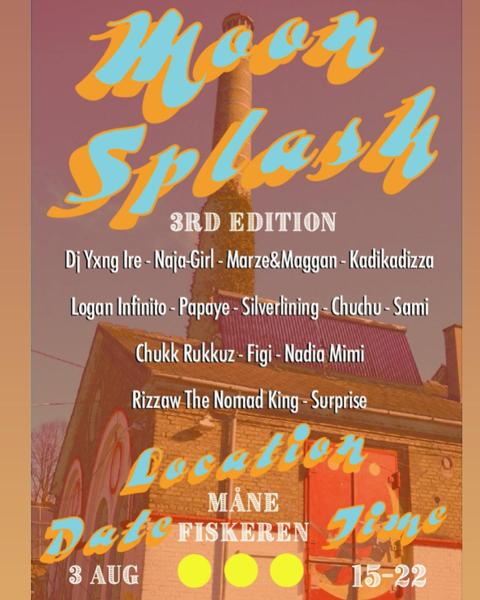 Moon
Splash
3RD EDITION
Dj Yxng Ire - Naja-Girl - Marze&Maggan - Kadikadizza
Logan Infinito - Papaye - Silverlining - Chuchu - Sami
Chukk Rukkuz - Figi - Nadia Mimi
Rizzaw The Nomad King - Surprise
Location
MÅNE
FISKEREN
Date
3 AUG
Time
15-22